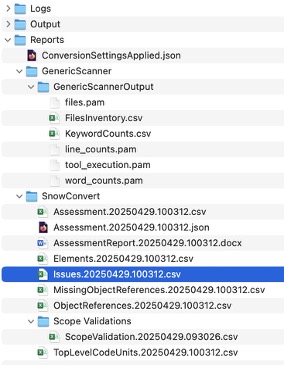 Logs
Output
Reports
ConversionSettingsApplied.json
GenericScanner
GenericScannerOutput
files.pam
FilesInventory.csv
KeywordCounts.csv
line_counts.pam
tool_execution.pam
word_counts.pam
SnowConvert
Assessment.20250429.100312.csv
Assessment.20250429.100312.json
AssessmentReport.20250429.100312.docx
Elements.20250429.100312.csv
Issues.20250429.100312.csv
MissingObjectReferences.20250429.100312.csv
ObjectReferences.20250429.100312.csv
Scope Validations
ScopeValidation.20250429.093026.csv
TopLevelCodeUnits.20250429.100312.csv